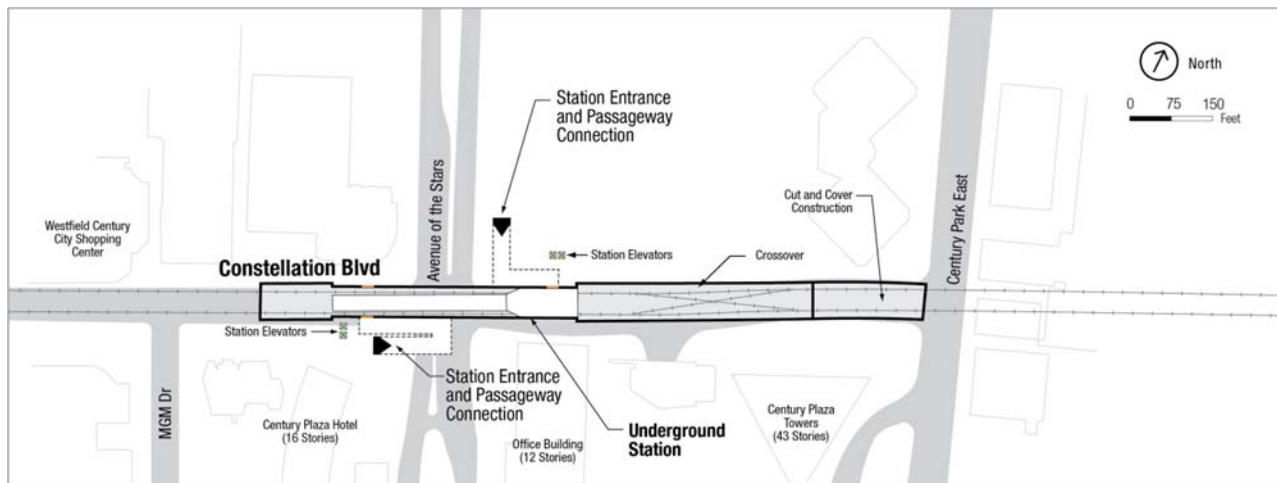 Station Entrance
and Passageway
Connection
North
0 75 150
Feet
Avenue of the Stars
Century Park East
Cut and Cover
Construction
Westfield Century
City Shopping
Center
Station Elevators
Crossover
Constellation Blvd
Station Elevators
Station Entrance
and Passageway
Connection
MGM Dr
Century Plaza Hotel
(16 Stories)
Underground
Station
Office Building
(12 Stories)
Century Plaza
Towers
(43 Stories)